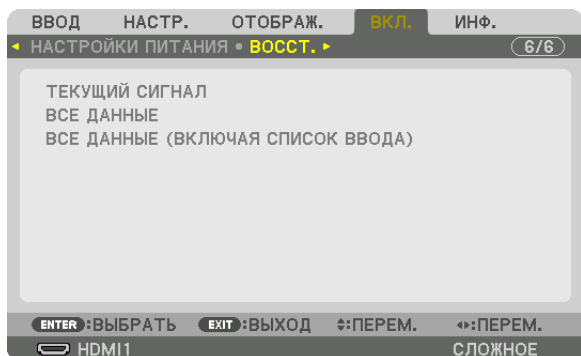 ВВОД НАСТР. ОТОБРАЖ. ВКЛ. ИНФ.
НАСТРОЙКИ ПИТАНИЯ • ВОССТ. 6/6
ТЕКУЩИЙ СИГНАЛ
ВСЕ ДАННЫЕ
ВСЕ ДАННЫЕ (ВКЛЮЧАЯ СПИСОК ВВОДА)
ENTER :ВЫБРАТЬ EXIT :ВЫХОД :ПЕРЕМ. :ПЕРЕМ.
HDMI1 СЛОЖНОЕ